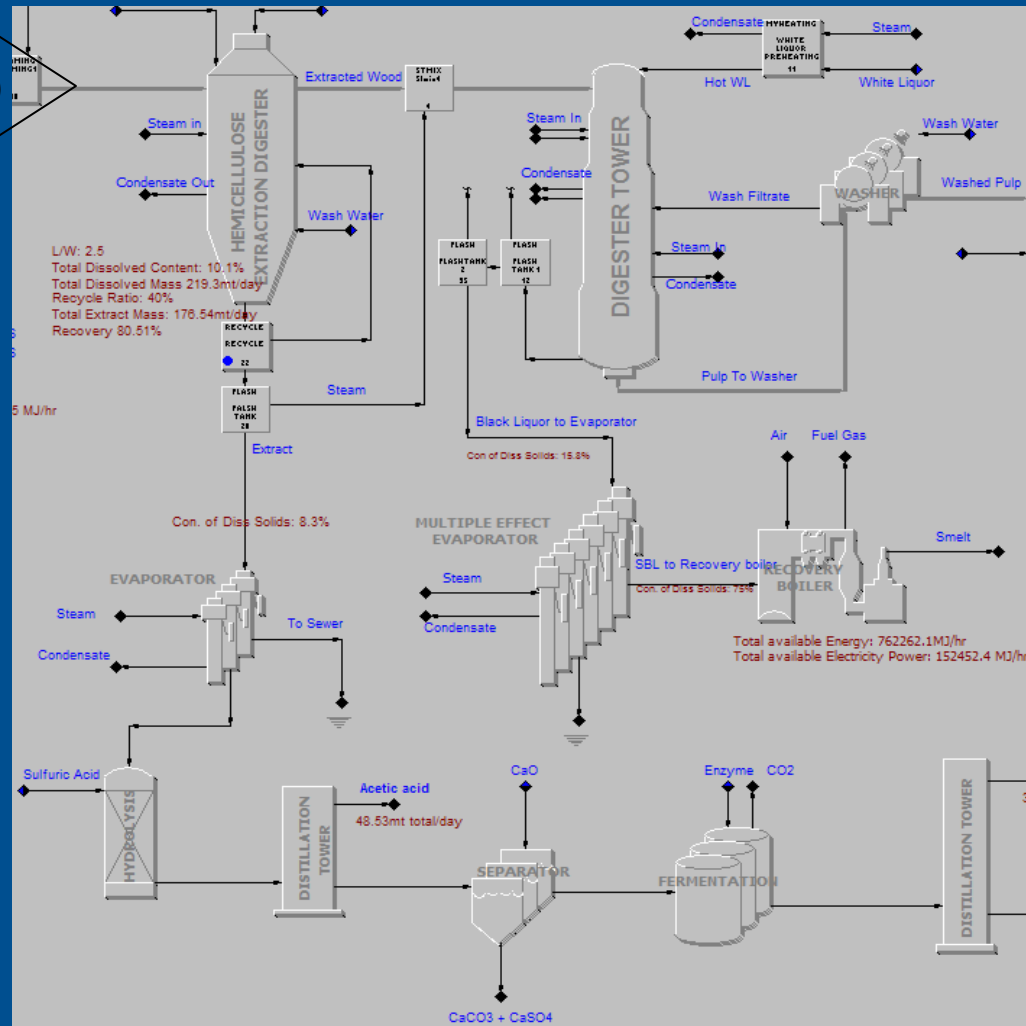 Condensate
MYHEATING
Steam
WHITE
LIQUOR
PREHEATING
11
Hot WL
White Liquor
Extracted Wood
STMIX
4
Steam in
Condensate Out
HEMICELLULOSE
EXTRACTION DIGESTER
Wash Water
Steam In
Condensate
DIGESTER TOWER
Wash Water
WASHER
Washed Pulp
Wash Filtrate
Steam In
Condensate
FLASH
FLASHTANK
2
FLASH
FLASH
TANK1
12
L/W: 2.5
Total Dissolved Content: 10.1%
Total Dissolved Mass 219.3mt/day
Recycle Ratio: 40%
Total Extract Mass: 176.54mt/day
Recovery 80.51%
RECYCLE
RECYCLE
22
FLASH
FALSH
TANK
Steam
Pulp To Washer
5 MJ/hr
Extract
Black Liquor to Evaporator
Con of Diss Solids: 15.8%
Air
Fuel Gas
Con. of Diss Solids: 8.3%
MULTIPLE EFFECT
EVAPORATOR
Smelt
EVAPORATOR
SBL to Recovery boiler
RECOVERY
BOILER
Con. of Diss Solids: 75%
Steam
Condensate
Steam
To Sewer
Condensate
Total available Energy: 762262.1MJ/hr
Total available Electricity Power: 152452.4 MJ/hr
Sulfuric Acid
HYDROLYSIS
Acetic acid
48.53mt total/day
DISTILLATION
TOWER
CaO
SEPARATOR
Enzyme
CO2
FERMENTATION
DISTILLATION TOWER
CaCO3 + CaSO4